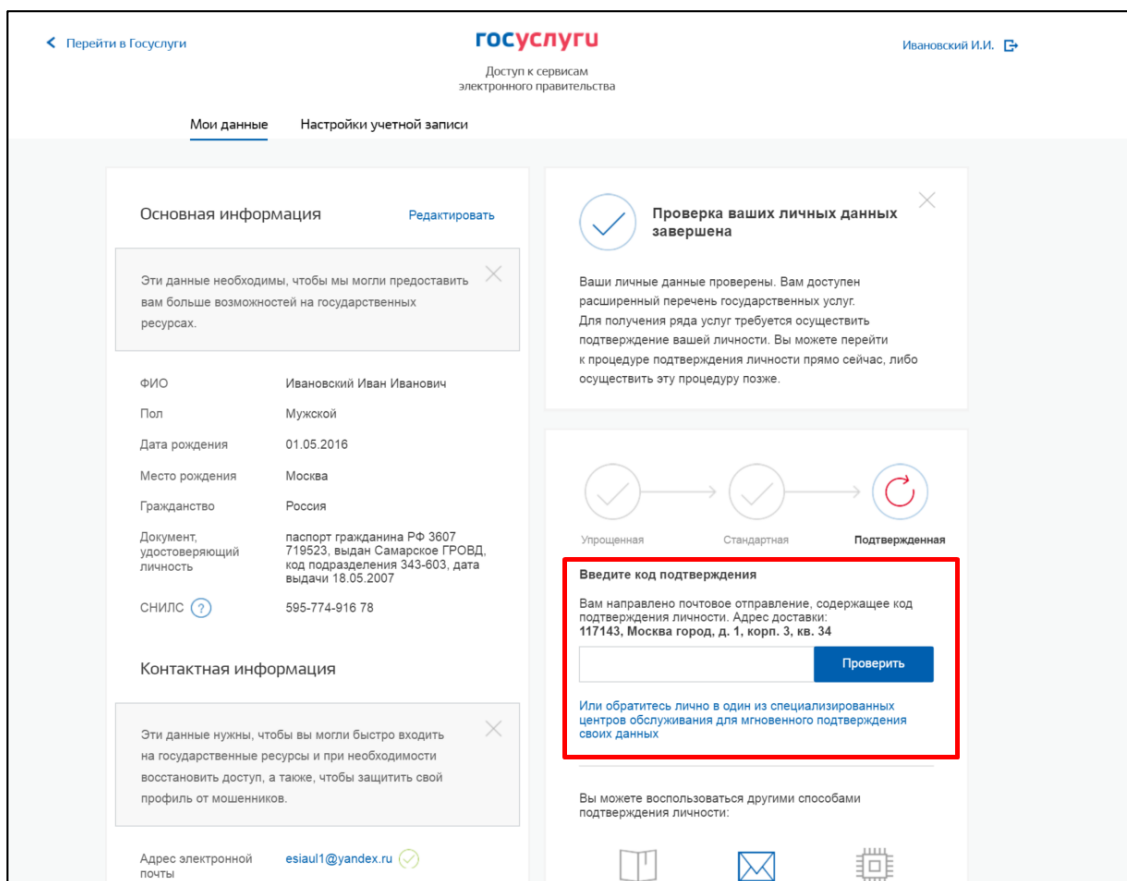 Перейти в Госуслуги
госуслуги
Ивановский И.И.
Доступ к сервисам
электронного правительства
Мои данные
Настройки учетной записи
Основная информация
Редактировать
Эти данные необходимы, чтобы мы могли предоставить
вам больше возможностей на государственных
ресурсах.
ФИО
Ивановский Иван Иванович
Пол
Мужской
Дата рождения
01.05.2016
Место рождения
Москва
Гражданство
Россия
Документ,
удостоверяющий
личность
паспорт гражданина РФ 3607
719523, выдан Самарское ГРОВД,
код подразделения 343-603, дата
выдачи 18.05.2007
СНИЛС ?
595-774-916 78
Контактная информация
Эти данные нужны, чтобы вы могли быстро входить
на государственные ресурсы и при необходимости
восстановить доступ, а также, чтобы защитить свой
профиль от мошенников.
Адрес электронной
почты
esiaul1@yandex.ru
Проверка ваших личных данных
завершена
Ваши личные данные проверены. Вам доступен
расширенный перечень государственных услуг.
Для получения ряда услуг требуется осуществить
подтверждение вашей личности. Вы можете перейти
к процедуре подтверждения личности прямо сейчас, либо
осуществить эту процедуру позже.
Упрощенная
Стандартная
Подтвержденная
Введите код подтверждения
Вам направлено почтовое отправление, содержащее код
подтверждения личности. Адрес доставки:
117143, Москва город, д. 1, корп. 3, кв. 34
Проверить
Или обратитесь лично в один из специализированных
центров обслуживания для мгновенного подтверждения
своих данных
Вы можете воспользоваться другими способами
подтверждения личности: